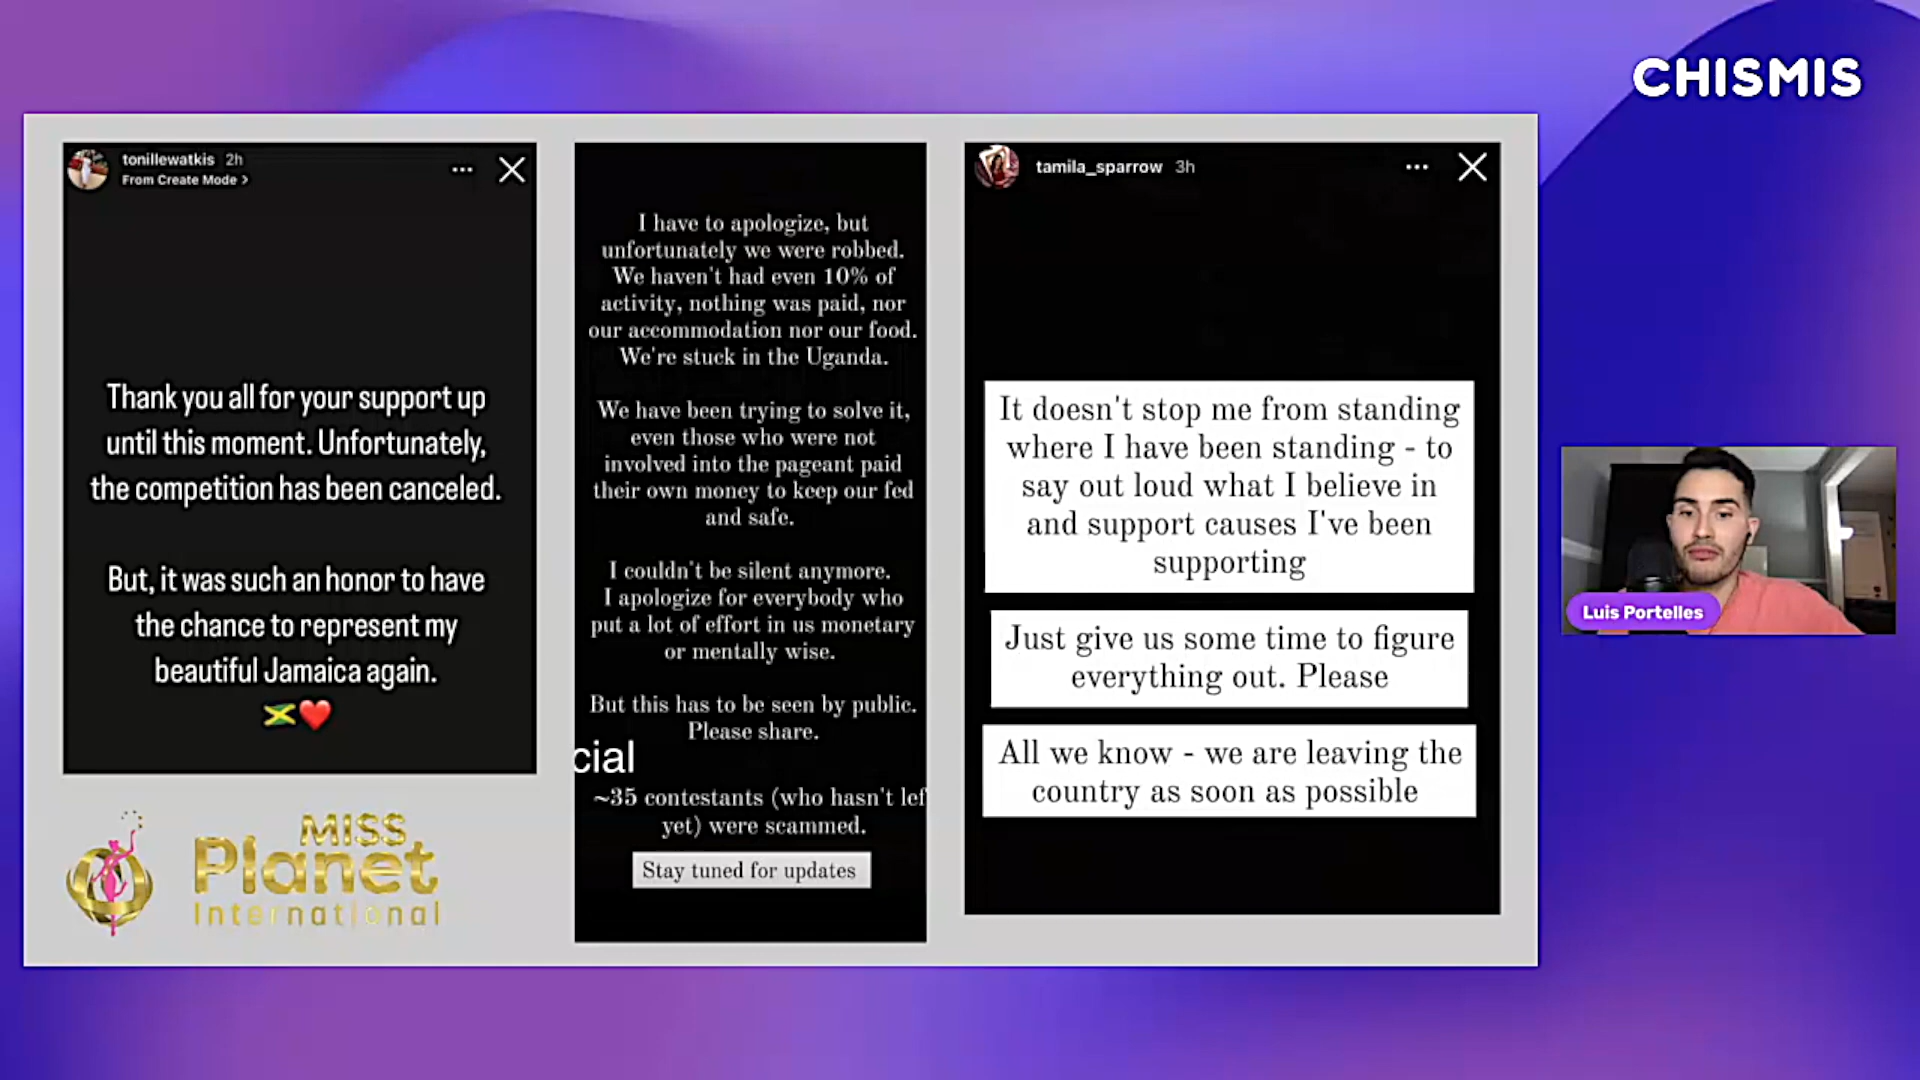 CHISMIS
tonillewatkis 2h
From Create Mode >
Thank you all for your support up
until this moment. Unfortunately,
the competition has been canceled.
But, it was such an honor to have
the chance to represent my
beautiful Jamaica again.
MISS
Planet
International
I have to apologize, but
unfortunately we were robbed.
We haven't had even 10% of
activity, nothing was paid, nor
our accommodation nor our food.
We're stuck in the Uganda.
We have been trying to solve it,
even those who were not
involved into the pageant paid
their own money to keep our fed
and safe.
I couldn't be silent anymore.
I apologize for everybody who
put a lot of effort in us monetary
or mentally wise.
But this has to be seen by public.
Please share.
cial
~35 contestants (who hasn't lef
yet) were scammed.
Stay tuned for updates
tamila_sparrow 3h
It doesn't stop me from standing
where I have been standing - to
say out loud what I believe in
and support causes I've been
supporting
Just give us some time to figure
everything out. Please
All we know - we are leaving the
country as soon as possible
Luis Portelles